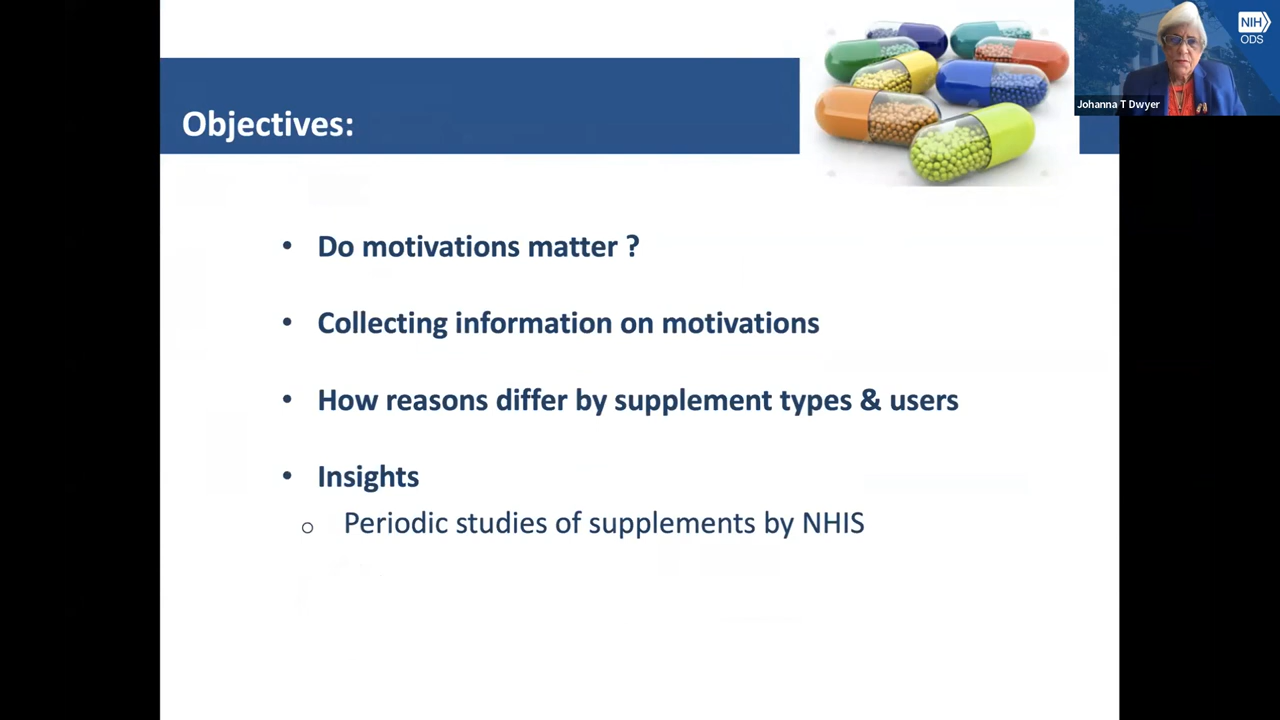 Objectives:
• Do motivations matter ?
• Collecting information on motivations
• How reasons differ by supplement types & users
• Insights
○ Periodic studies of supplements by NHIS
NIH
ODS
Johanna T Dwyer